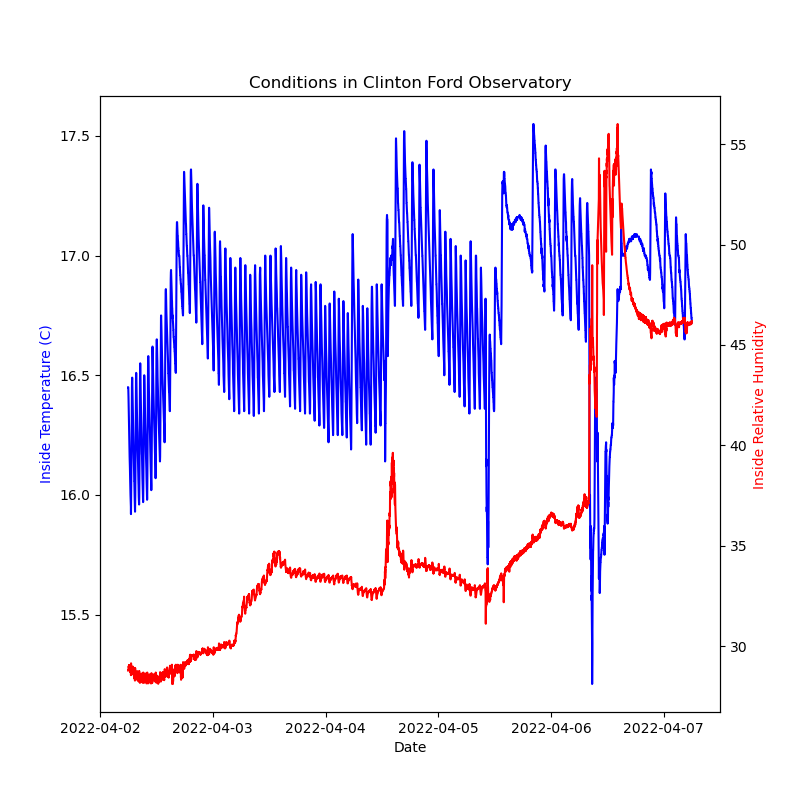 Conditions in Clinton Ford Observatory
17.5
17.0
16.5
16.0
15.5
Inside Temperature (C)
55
50
45
40
35
30
Inside Relative Humidity
2022-04-02 2022-04-03 2022-04-04 2022-04-05 2022-04-06 2022-04-07
Date